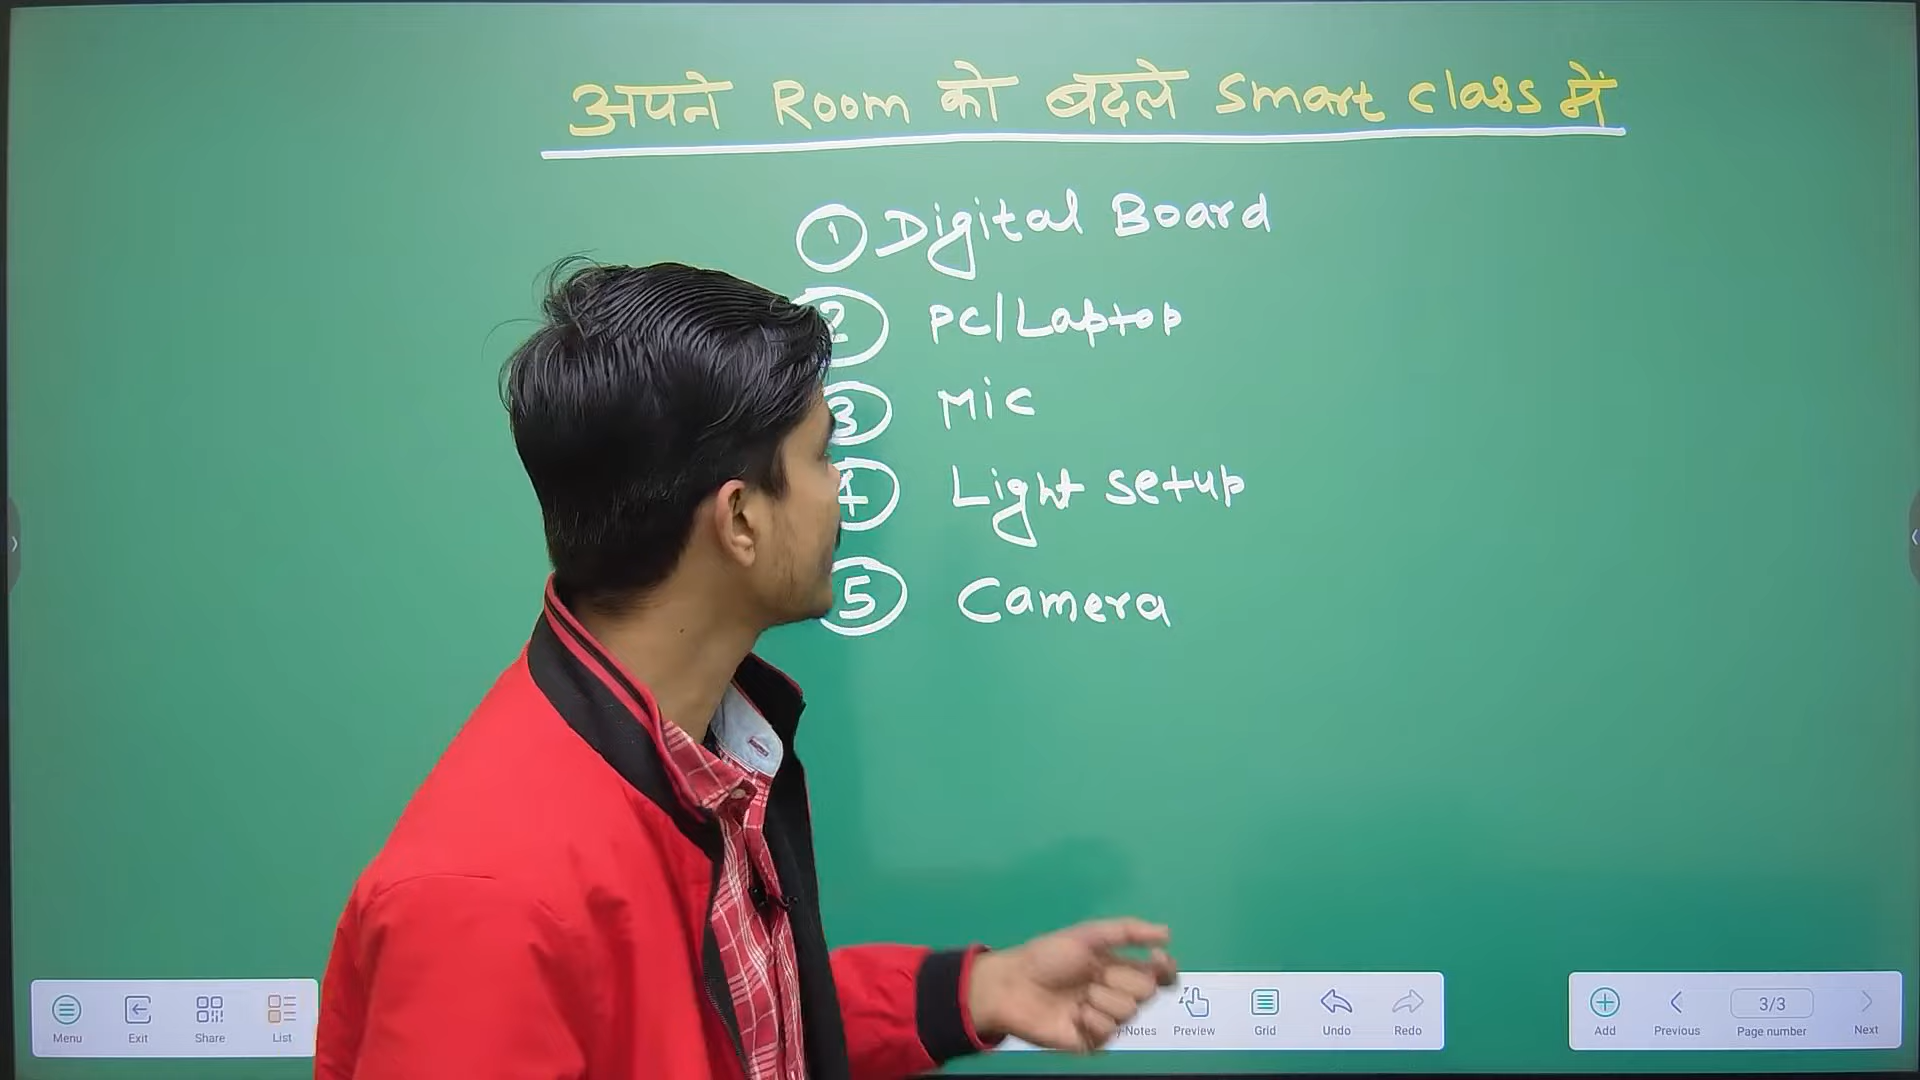 अपने Room को बदले Smart Class में
1 Digital Board
2 PC/Laptop
3 Mic
4 Light Setup
5 Camera
Menu Exit Share List
Preview Grid Undo Redo
Add Previous 3/3 Page number Next